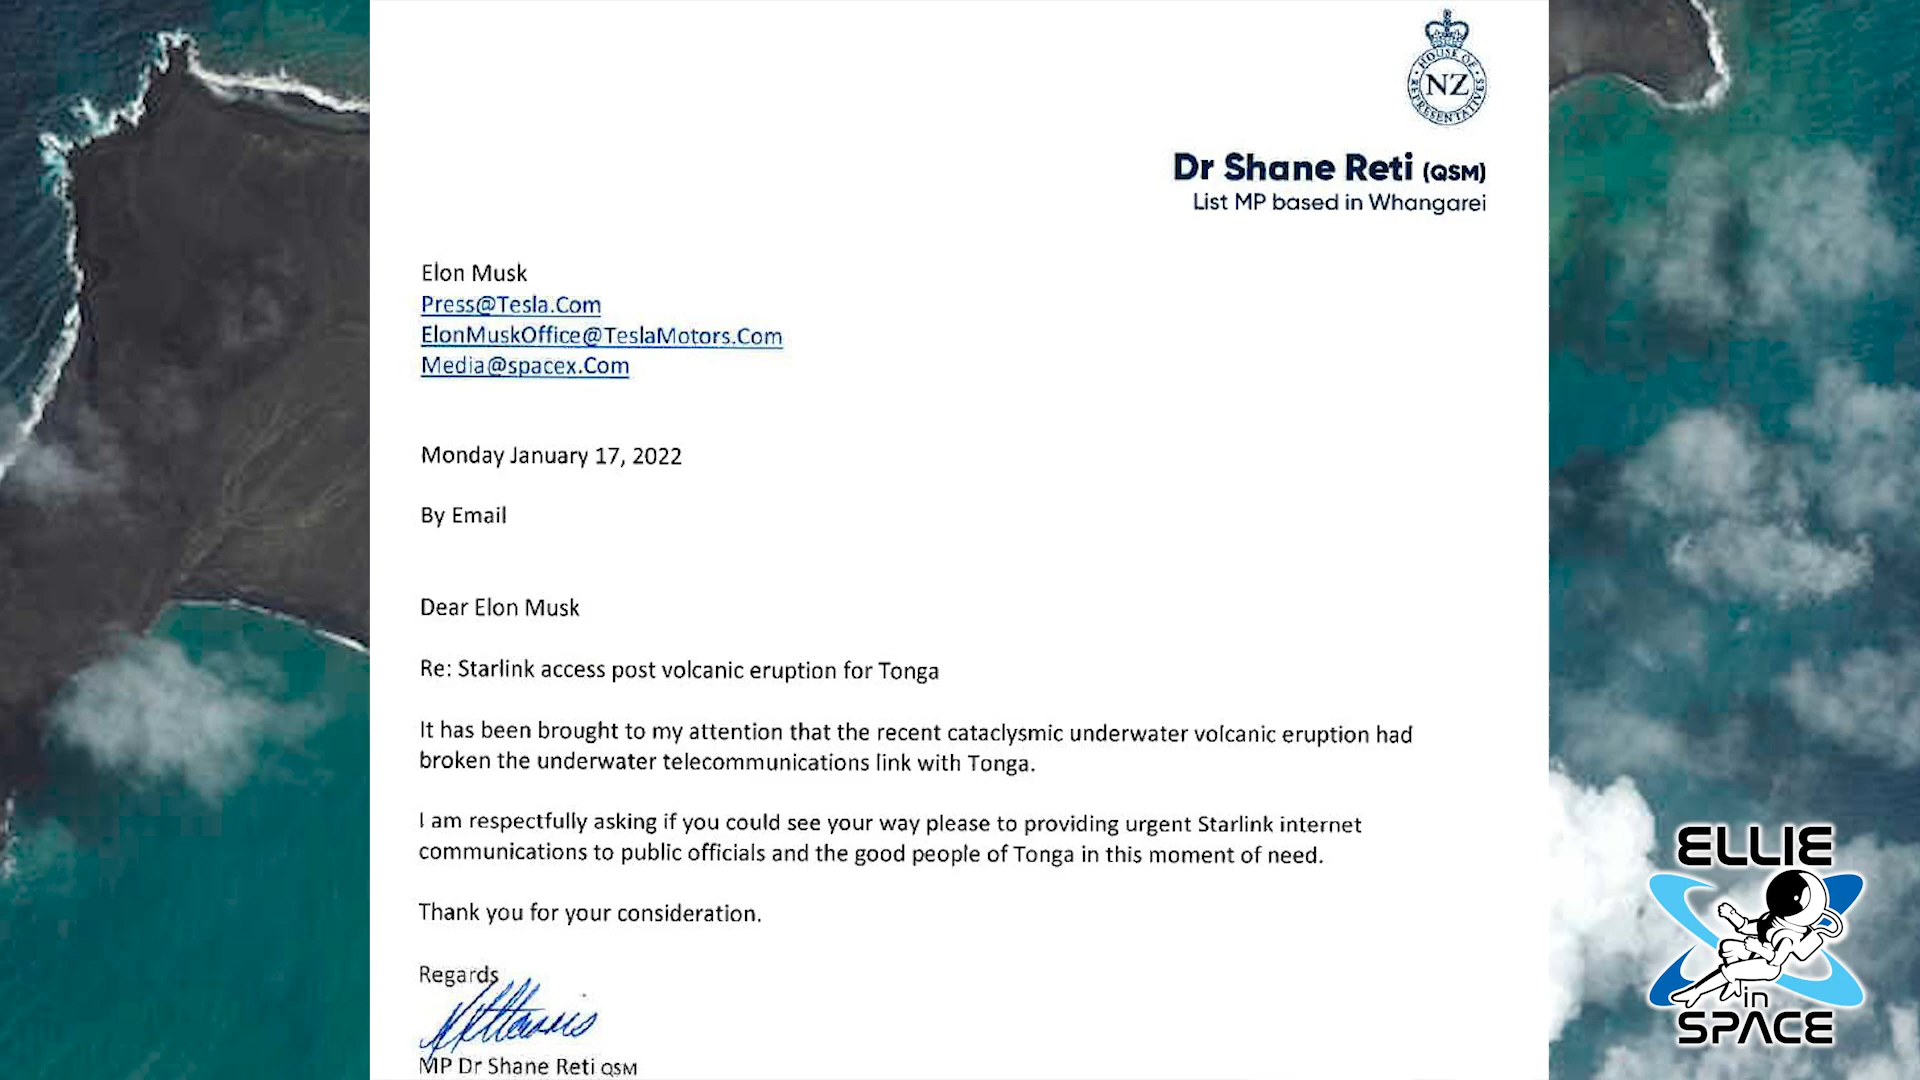 HOUSE OF
NZ
REPRESENTATIVES
Dr Shane Reti (QSM)
List MP based in Whangarei
Elon Musk
Press@Tesla.Com
ElonMuskOffice@TeslaMotors.Com
Media@spacex.Com
Monday January 17, 2022
By Email
Dear Elon Musk
Re: Starlink access post volcanic eruption for Tonga
It has been brought to my attention that the recent cataclysmic underwater volcanic eruption had
broken the underwater telecommunications link with Tonga.
I am respectfully asking if you could see your way please to providing urgent Starlink internet
communications to public officials and the good people of Tonga in this moment of need.
Thank you for your consideration.
Regards
MP Dr Shane Reti QSM
ELLIE
in
SPACE